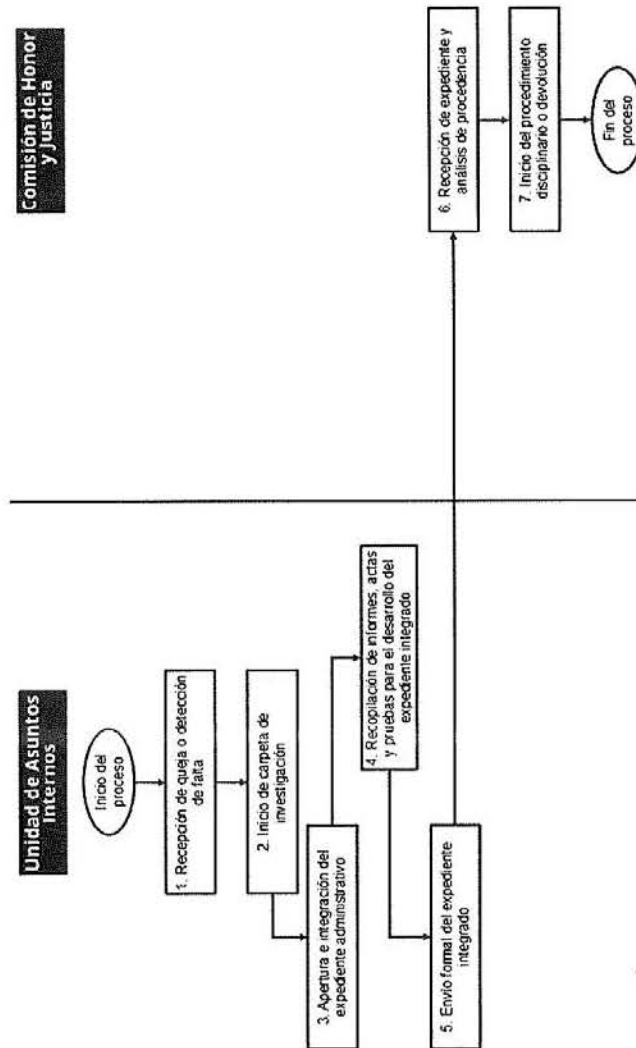 Unidad de Asuntos
Internos
Comisión de Honor
y Justicia
Inicio del
proceso
1. Recepción de queja o detección
de falta
2. Inicio de carpeta de
investigación
3. Apertura e integración del
expediente administrativo
4. Recopilación de informes, actas
y pruebas para el desarrollo del
expediente integrado
5. Envío formal del expediente
integrado
6. Recepción de expediente y
análisis de procedencia
7. Inicio del procedimiento
disciplinario o devolución
Fin del
proceso